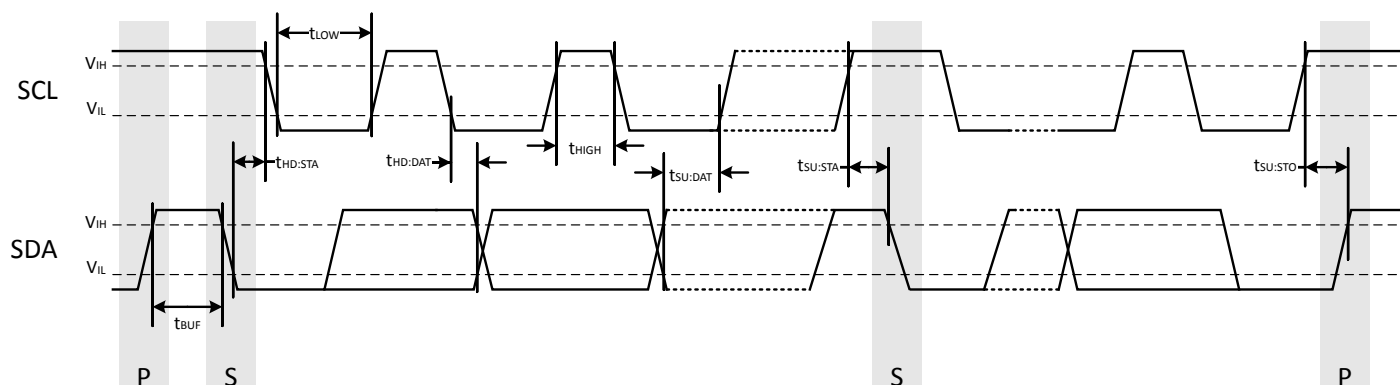 tLOW
VIH
SCL
VIL
tHD:STA
tHD:DAT
tHIGH
tSU:DAT
tSU:STA
tSU:STO
VIH
SDA
VIL
tBUF
P
S
S
P